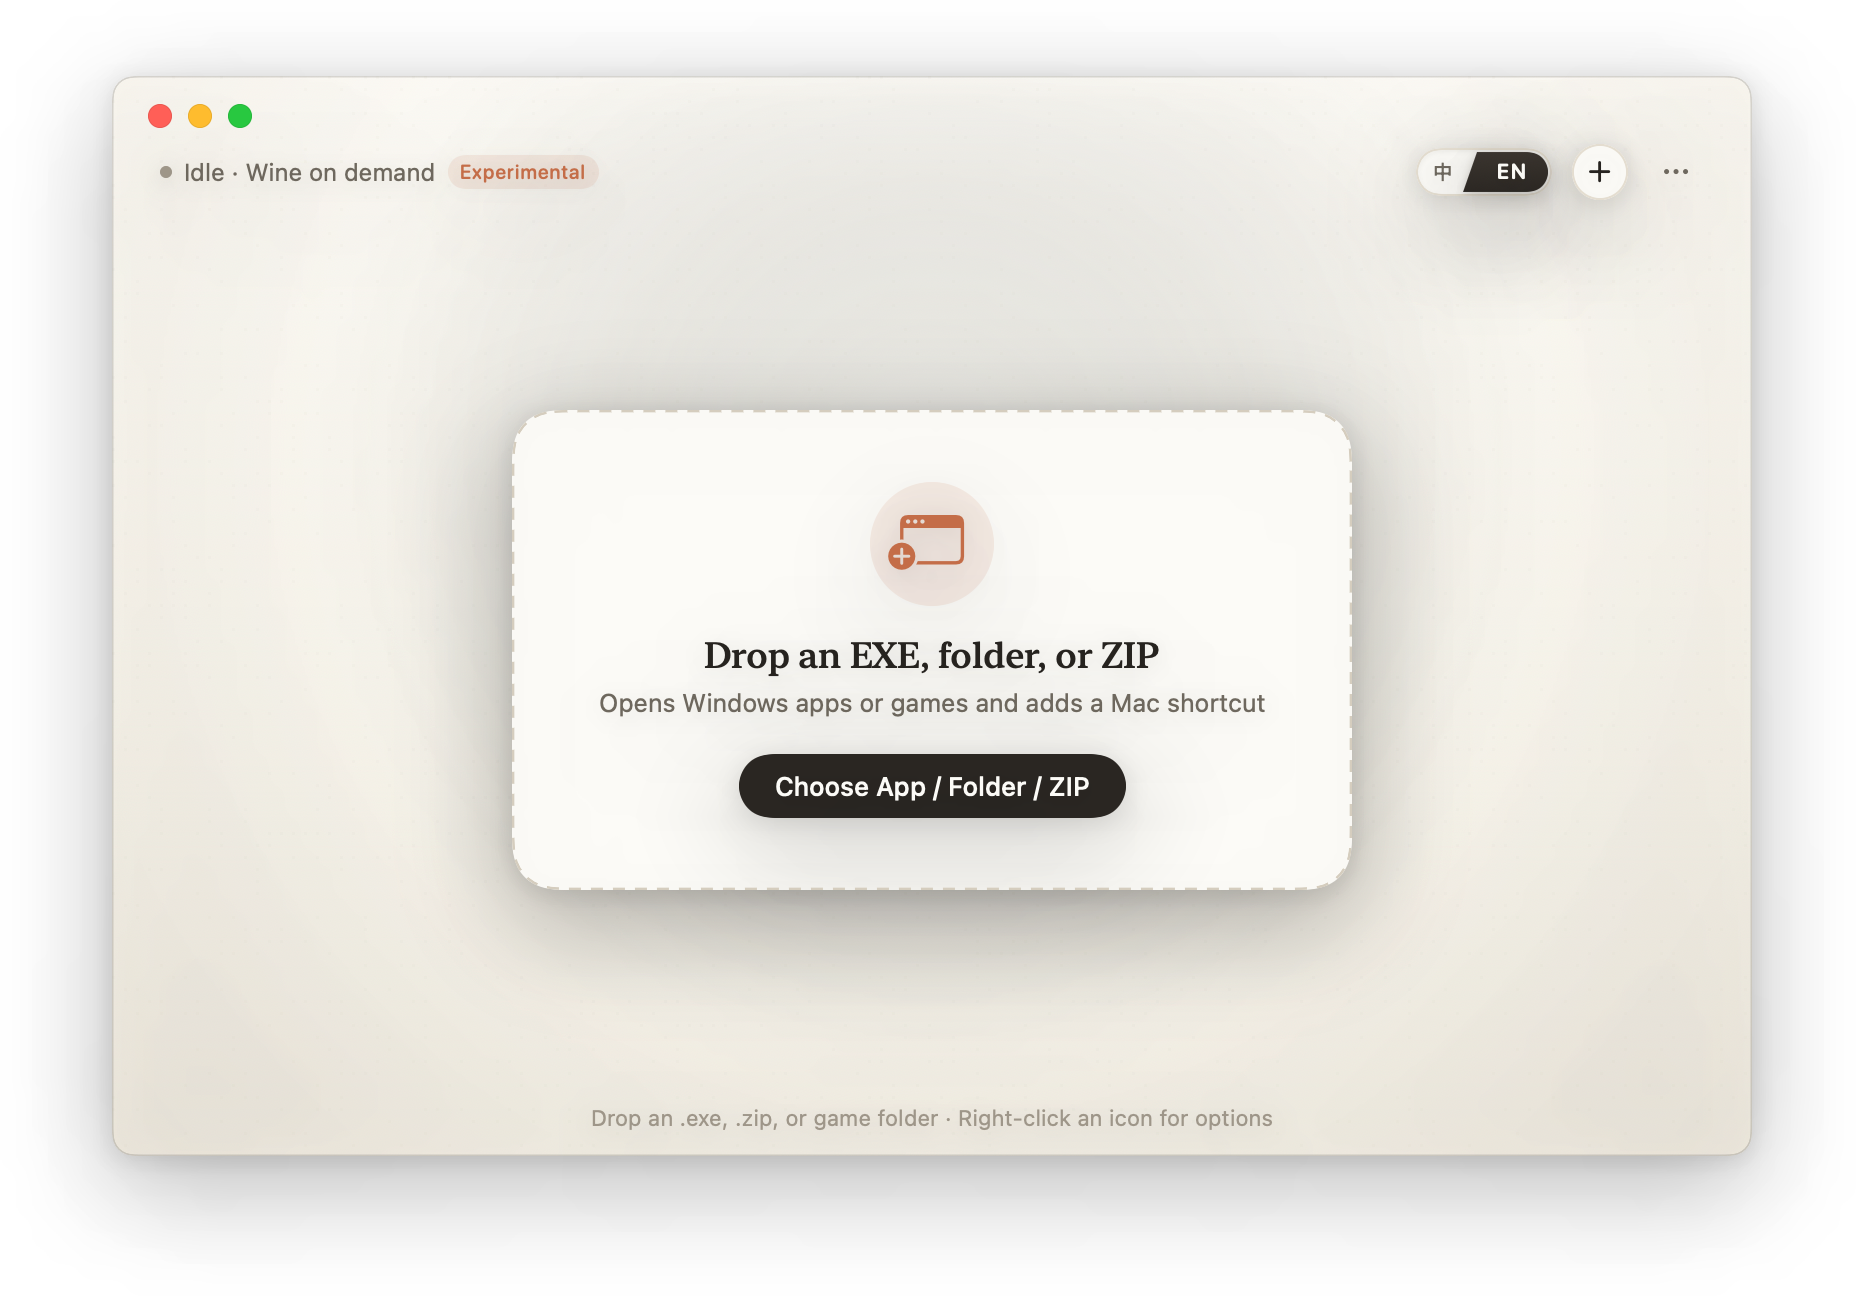 Idle · Wine on demand Experimental
中 EN
Drop an EXE, folder, or ZIP
Opens Windows apps or games and adds a Mac shortcut
Choose App / Folder / ZIP
Drop an .exe, .zip, or game folder · Right-click an icon for options